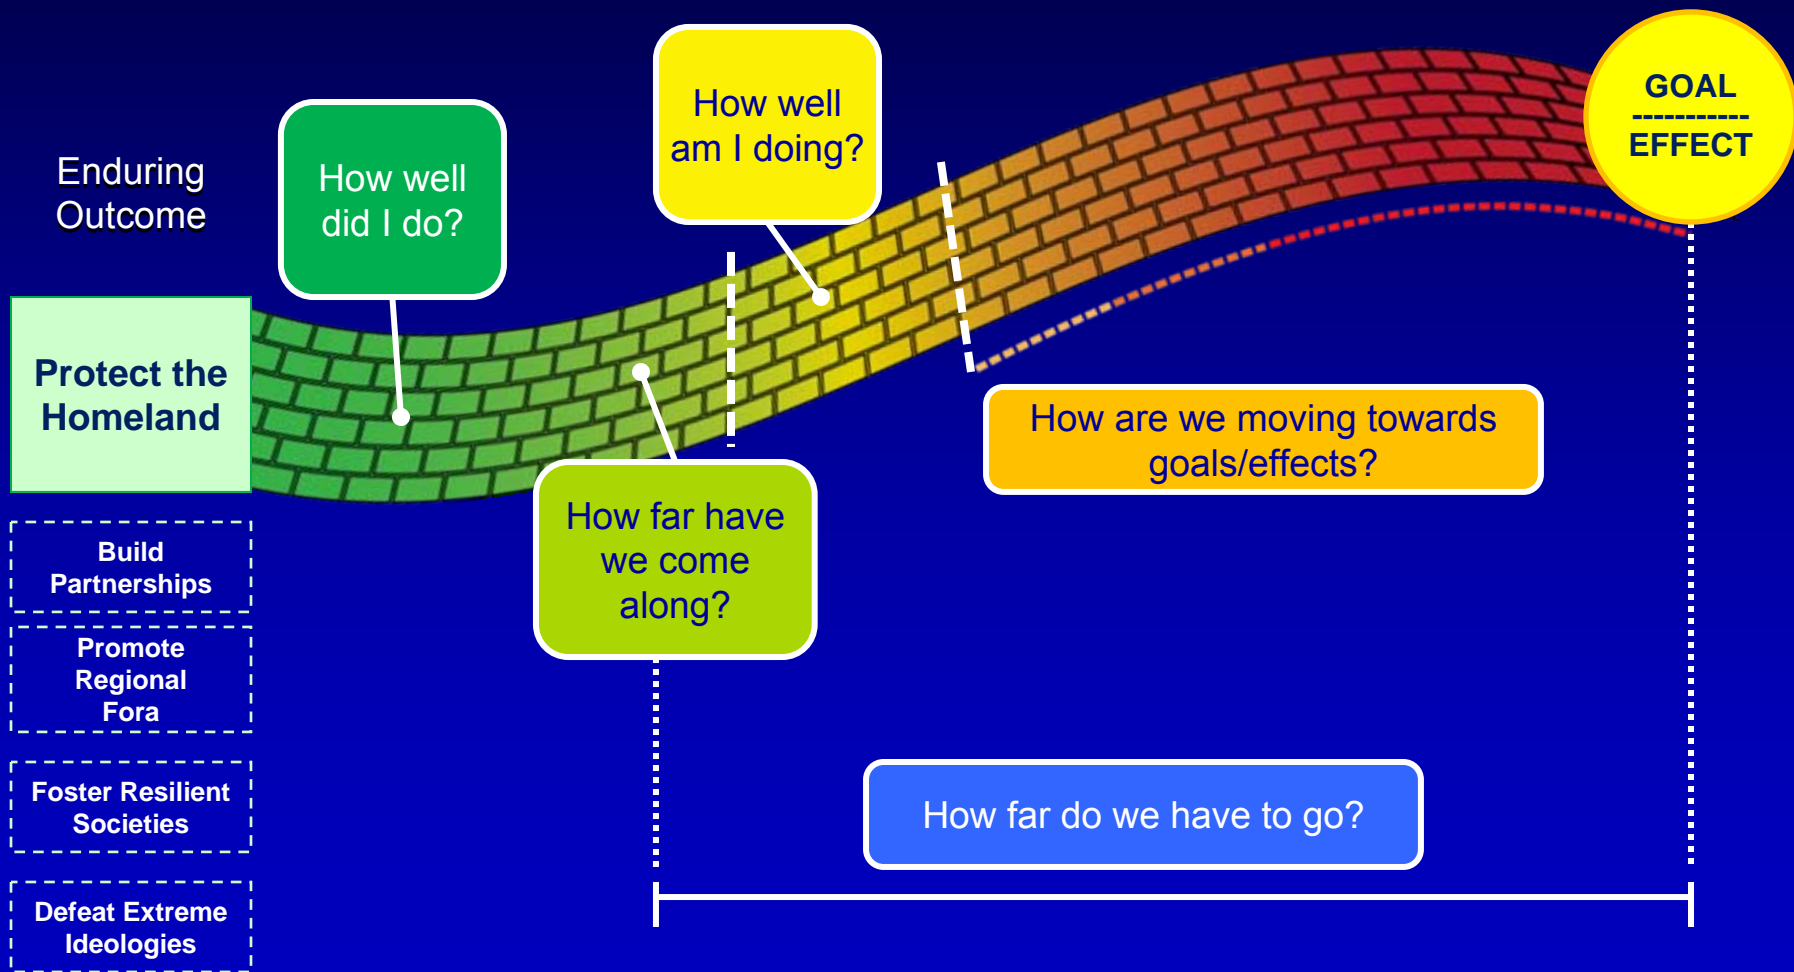 Enduring
Outcome
Protect the
Homeland
Build
Partnerships
Promote
Regional
Fora
Foster Resilient
Societies
Defeat Extreme
Ideologies
How well
did I do?
How far have
we come
along?
How well
am I doing?
How are we moving towards
goals/effects?
How far do we have to go?
GOAL
-----------
EFFECT